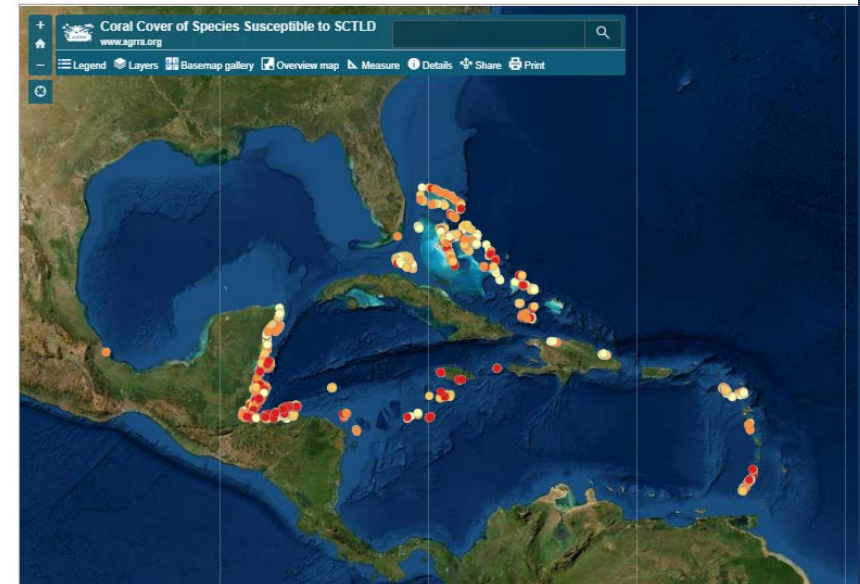 + Coral Cover of Species Susceptible to SCTLD
www.agrra.org
− Legend Layers Basemap gallery Overview map Measure Details Share Print